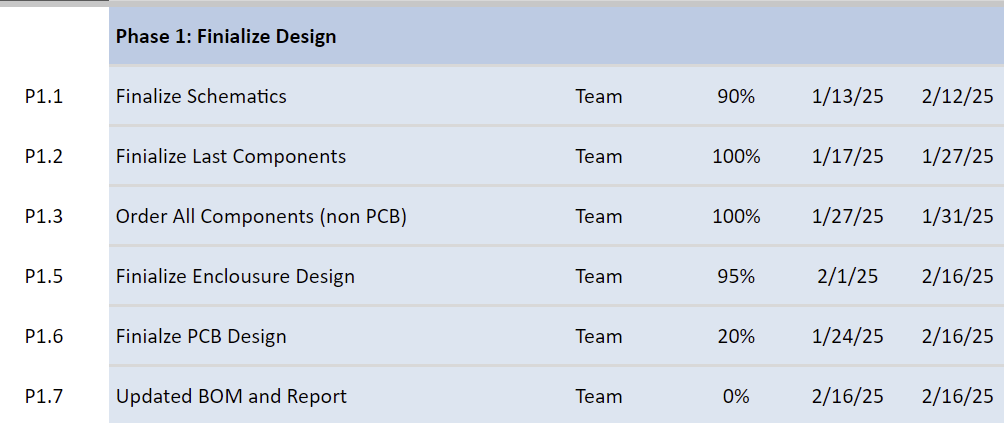 Phase 1: Finialize Design
P1.1 Finalize Schematics Team 90% 1/13/25 2/12/25
P1.2 Finialize Last Components Team 100% 1/17/25 1/27/25
P1.3 Order All Components (non PCB) Team 100% 1/27/25 1/31/25
P1.5 Finialize Enclousure Design Team 95% 2/1/25 2/16/25
P1.6 Finialze PCB Design Team 20% 1/24/25 2/16/25
P1.7 Updated BOM and Report Team 0% 2/16/25 2/16/25